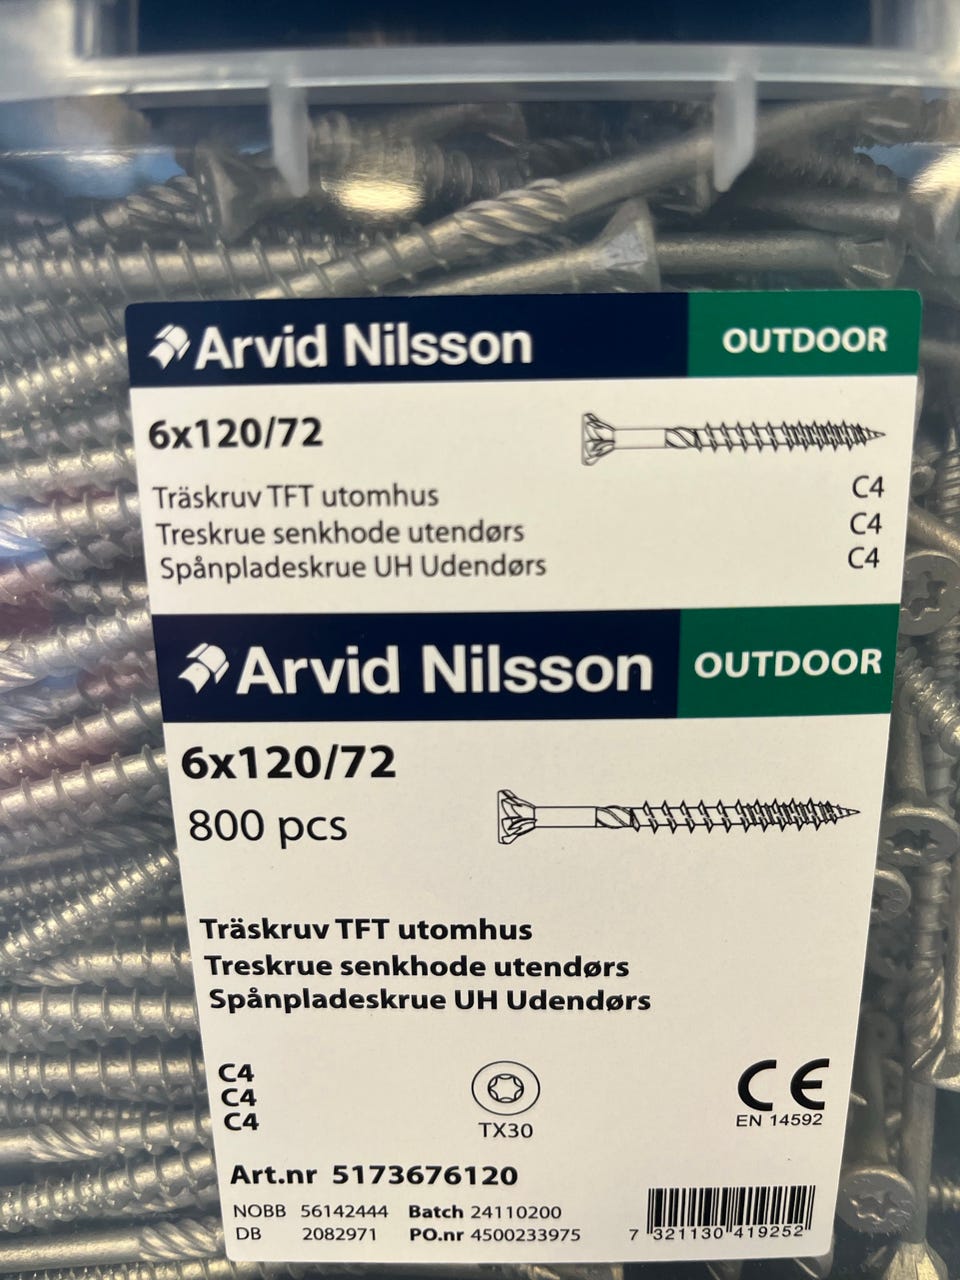 Arvid Nilsson OUTDOOR
6x120/72
Träskruv TFT utomhus C4
Treskrue senkhode utendørs C4
Spånpladeskrue UH Udendørs C4
Arvid Nilsson OUTDOOR
6x120/72
800 pcs
Träskruv TFT utomhus
Treskrue senkhode utendørs
Spånpladeskrue UH Udendørs
C4
C4
C4
TX30
CE
EN 14592
Art.nr 5173676120
NOBB 56142444 Batch 24110200
DB 2082971 PO.nr 4500233975
7 321130 419252